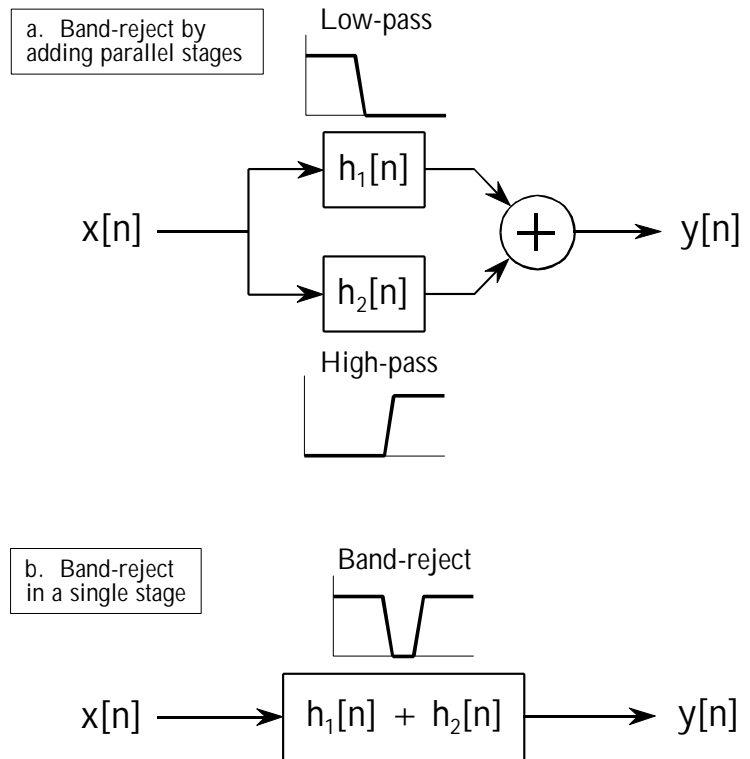 a. Band-reject by
adding parallel stages
Low-pass
h₁[n]
x[n]
+
y[n]
h₂[n]
High-pass
b. Band-reject
in a single stage
Band-reject
x[n]
h₁[n] + h₂[n]
y[n]